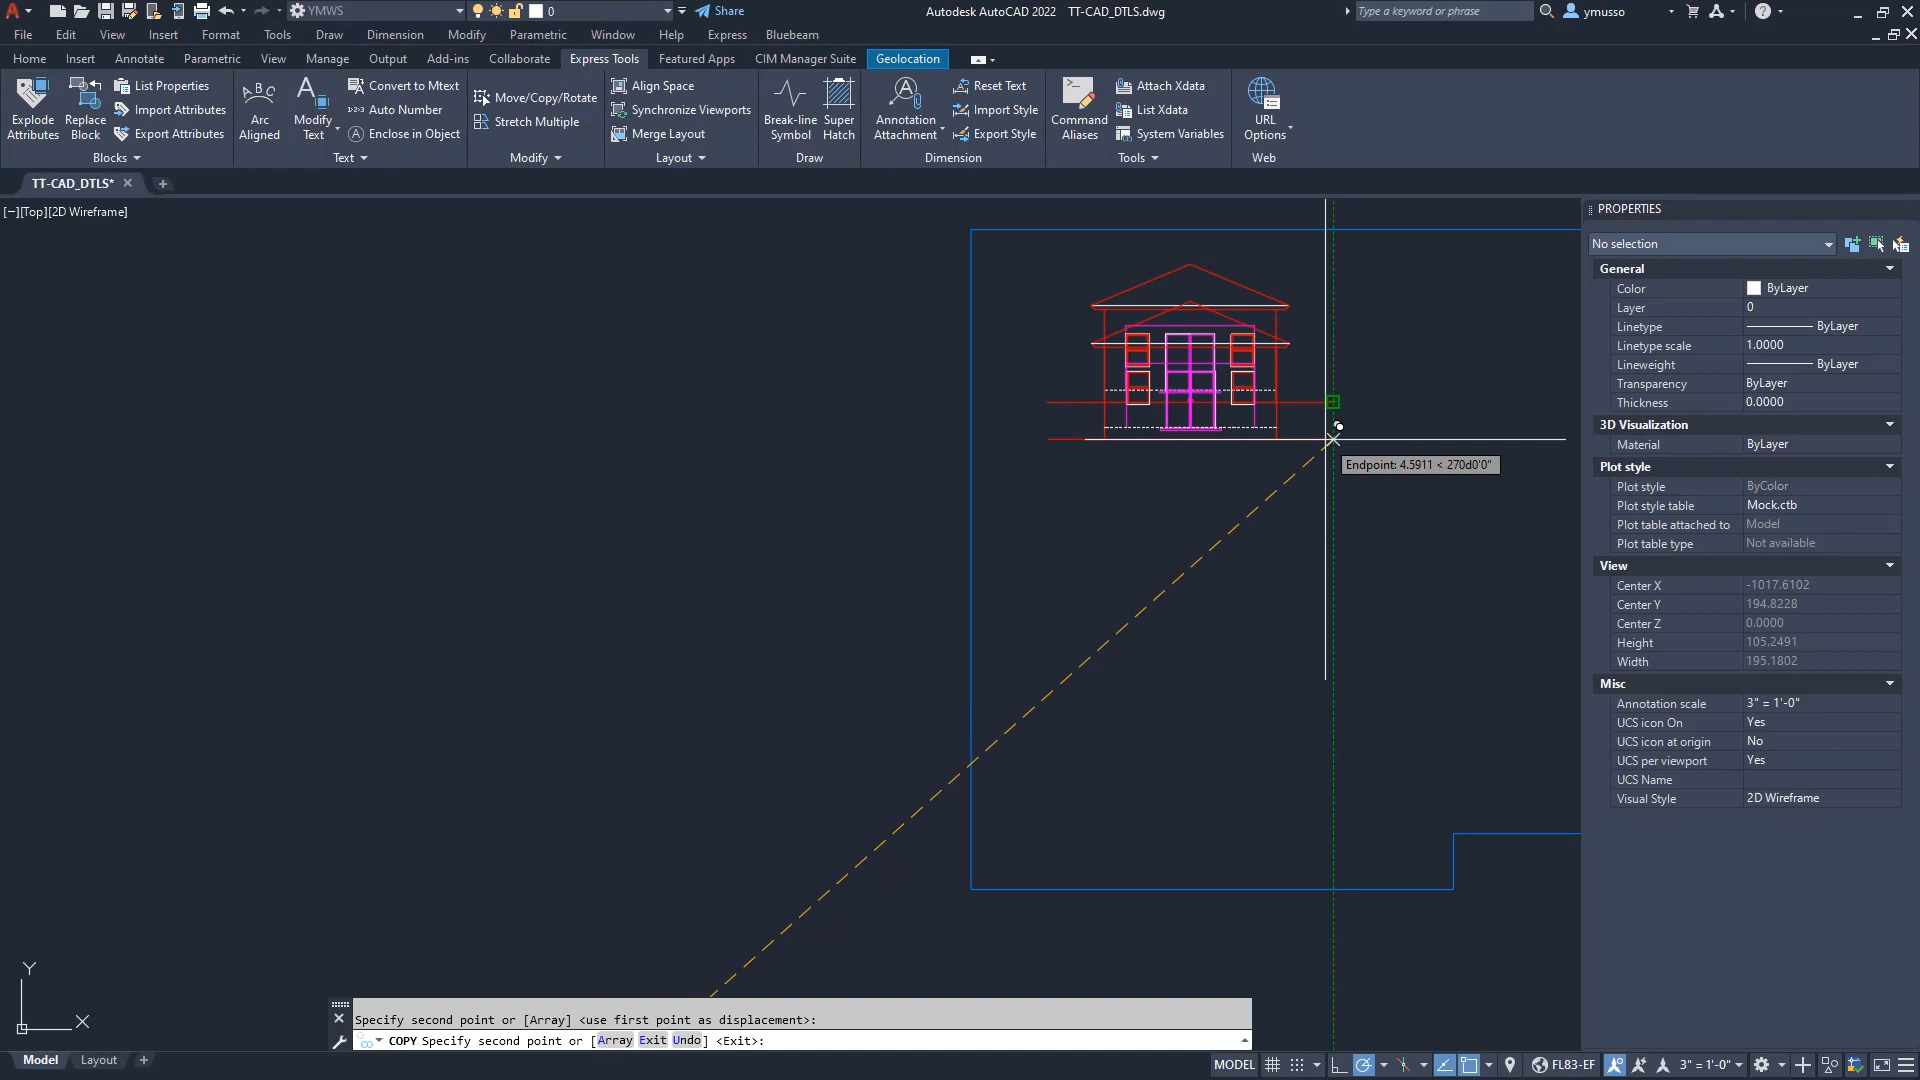 YMWS
0
Share
Autodesk AutoCAD 2022 TT-CAD_DTLS.dwg
Type a keyword or phrase
ymusso
File Edit View Insert Format Tools Draw Dimension Modify Parametric Window Help Express Bluebeam
Home Insert Annotate Parametric View Manage Output Add-ins Collaborate Express Tools Featured Apps CIM Manager Suite Geolocation
Explode Attributes
Replace Block
List Properties
Import Attributes
Export Attributes
Blocks
Arc Aligned
Modify Text
Convert to Mtext
Auto Number
Enclose in Object
Text
Move/Copy/Rotate
Stretch Multiple
Modify
Align Space
Synchronize Viewports
Merge Layout
Layout
Break-line Symbol
Super Hatch
Draw
Annotation Attachment
Reset Text
Import Style
Export Style
Dimension
Command Aliases
Attach Xdata
List Xdata
System Variables
Tools
URL Options
Web
TT-CAD_DTLS*
[−][Top][2D Wireframe]
Endpoint: 4.5911 < 270d0'0"
PROPERTIES
No selection
General
Color ByLayer
Layer 0
Linetype ByLayer
Linetype scale 1.0000
Lineweight ByLayer
Transparency ByLayer
Thickness 0.0000
3D Visualization
Material ByLayer
Plot style
Plot style ByColor
Plot style table Mock.ctb
Plot table attached to Model
Plot table type Not available
View
Center X -1017.6102
Center Y 194.8228
Center Z 0.0000
Height 105.2491
Width 195.1802
Misc
Annotation scale 3" = 1'-0"
UCS icon On Yes
UCS icon at origin No
UCS per viewport Yes
UCS Name
Visual Style 2D Wireframe
Y
X
Specify second point or [Array] <use first point as displacement>:
COPY Specify second point or [Array Exit Undo] <Exit>:
Model Layout
MODEL
FL83-EF
3" = 1'-0"